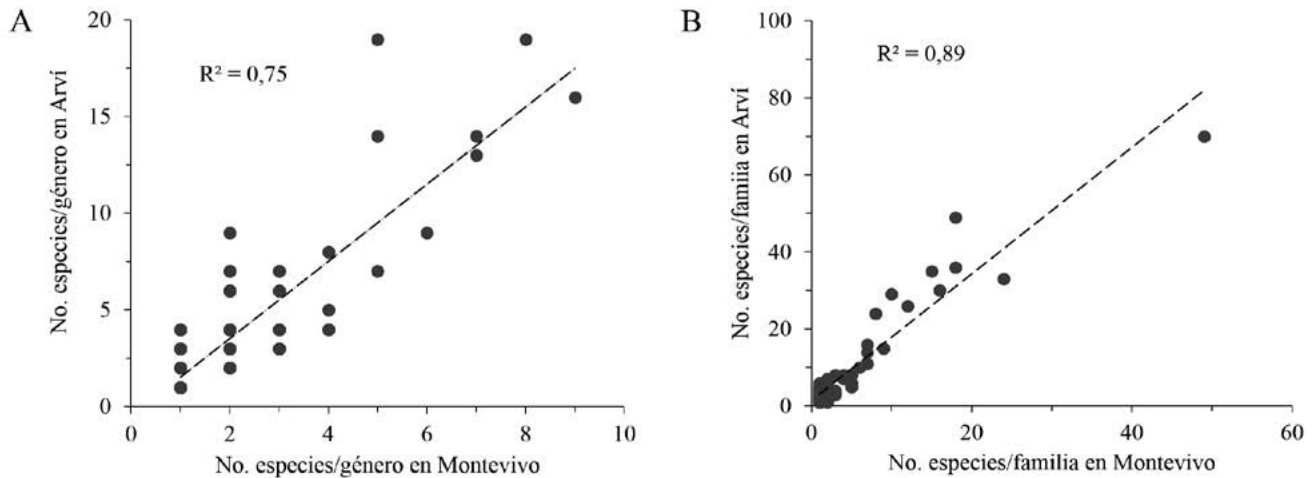 A
No. especies/género en Arví
20
15
10
5
0
R² = 0,75
0 2 4 6 8 10
No. especies/género en Montevivo
B
No. especies/famiia en Arví
100
80
60
40
20
0
R² = 0,89
0 20 40 60
No. especies/familia en Montevivo